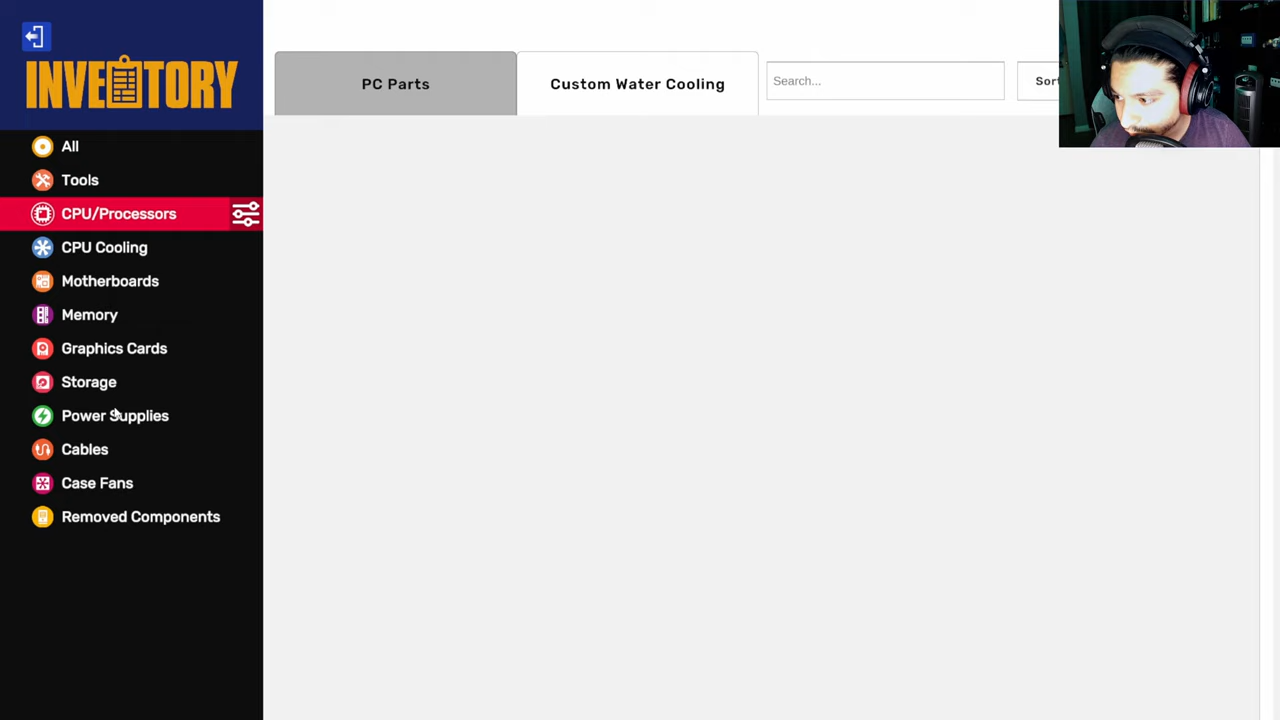 INVENTORY
PC Parts
Custom Water Cooling
Search...
Sort
All
Tools
CPU/Processors
CPU Cooling
Motherboards
Memory
Graphics Cards
Storage
Power Supplies
Cables
Case Fans
Removed Components